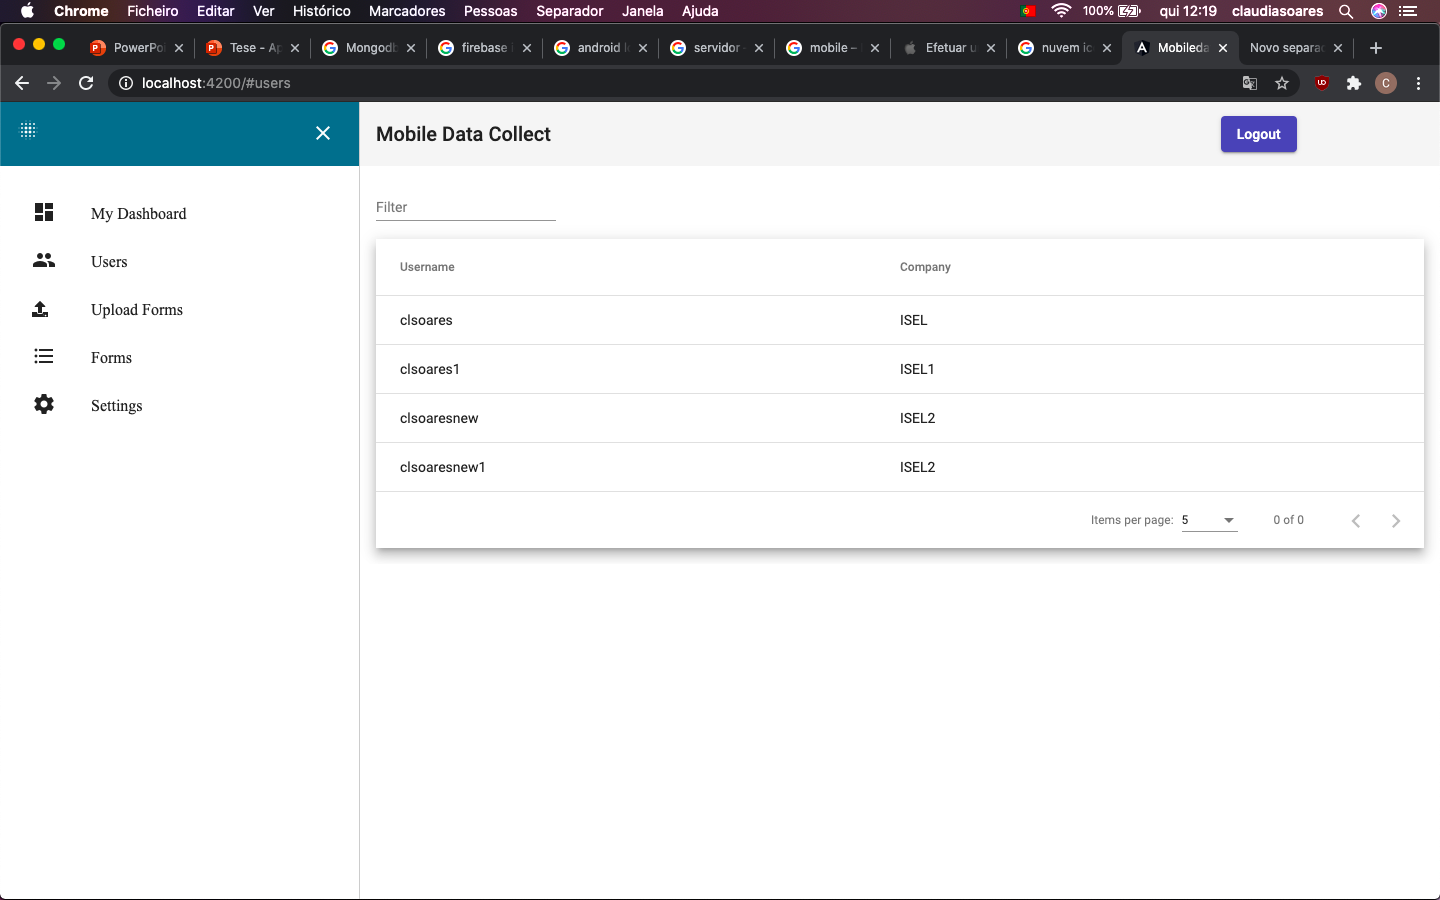 Chrome Ficheiro Editar Ver Histórico Marcadores Pessoas Separador Janela Ajuda 100% qui 12:19 claudiasoares
PowerPoi Tese - Ap Mongodb firebase android servidor mobile – Efetuar u nuvem ic Mobileda Novo separad
localhost:4200/#users C
Mobile Data Collect Logout
My Dashboard
Users
Upload Forms
Forms
Settings
Filter
Username Company
clsoares ISEL
clsoares1 ISEL1
clsoaresnew ISEL2
clsoaresnew1 ISEL2
Items per page: 5 0 of 0